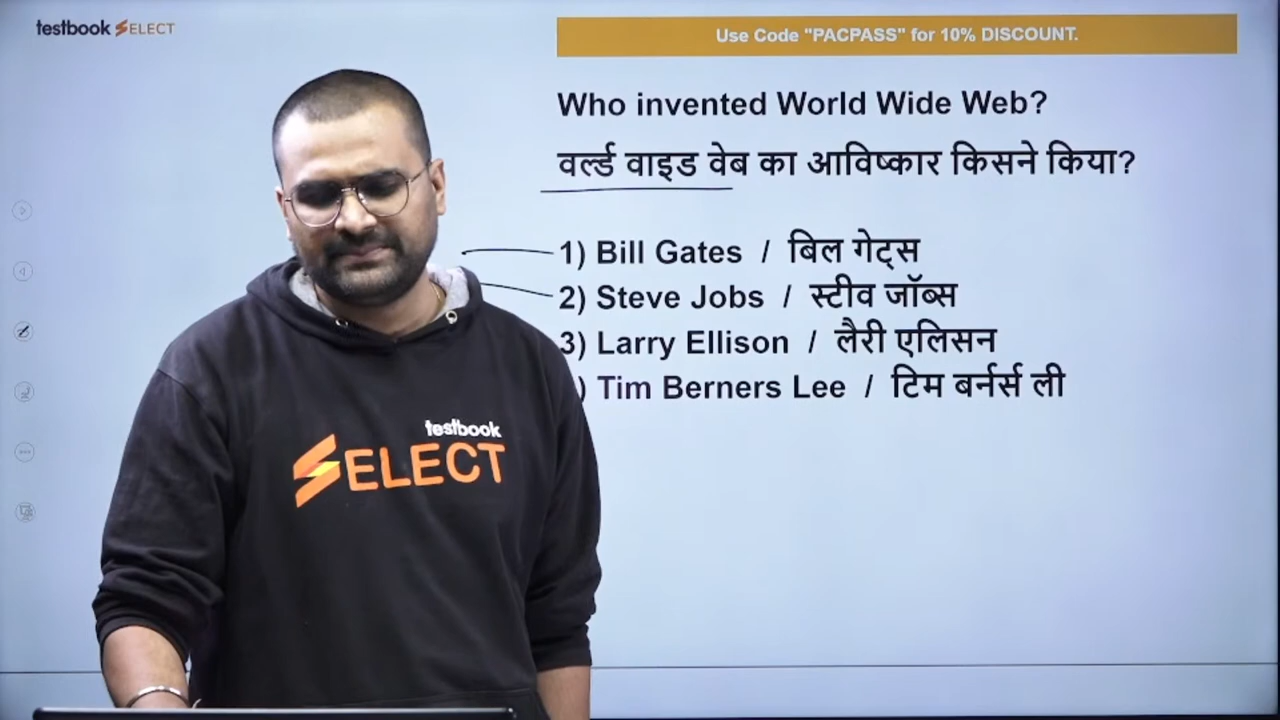 testbook SELECT
Use Code "PACPASS" for 10% DISCOUNT.
Who invented World Wide Web?
वर्ल्ड वाइड वेब का आविष्कार किसने किया?
1) Bill Gates / बिल गेट्स
2) Steve Jobs / स्टीव जॉब्स
3) Larry Ellison / लैरी एलिसन
) Tim Berners Lee / टिम बर्नर्स ली
testbook
SELECT